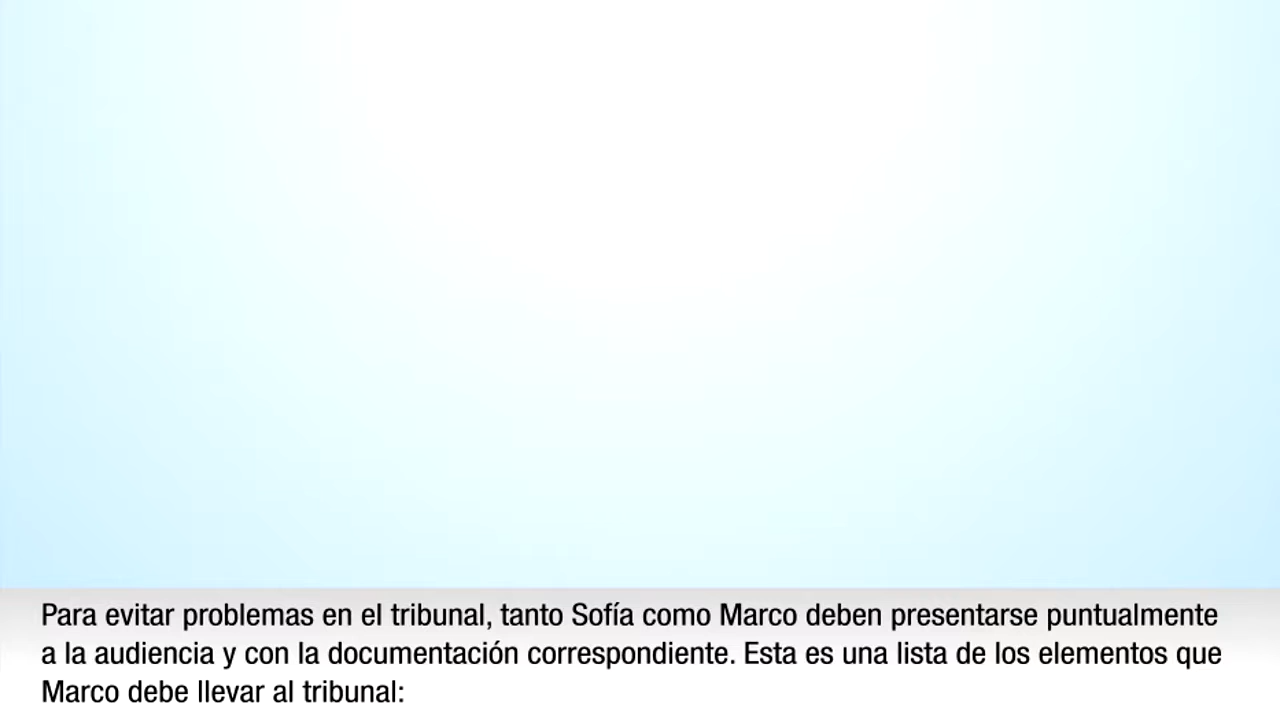 Para evitar problemas en el tribunal, tanto Sofía como Marco deben presentarse puntualmente
a la audiencia y con la documentación correspondiente. Esta es una lista de los elementos que
Marco debe llevar al tribunal: